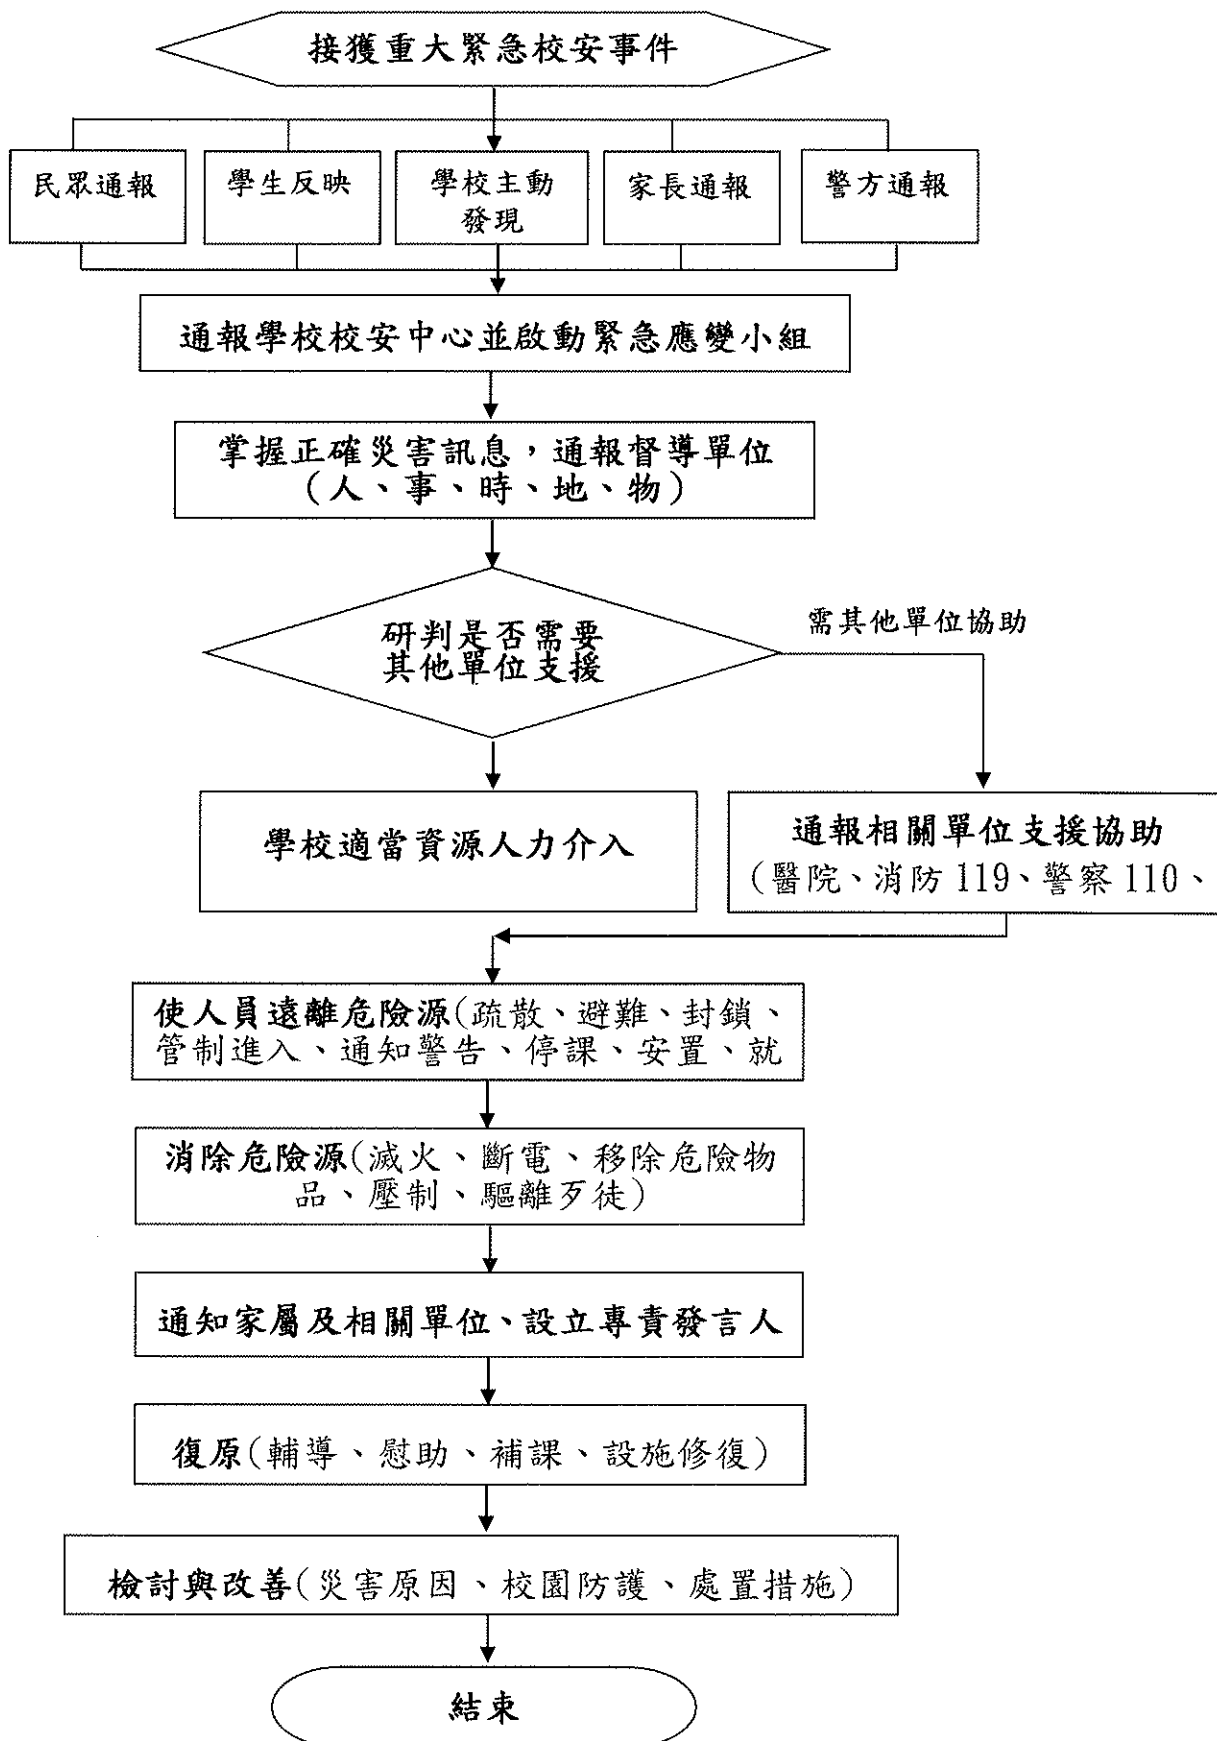 接獲重大緊急校安事件
民眾通報
學生反映
學校主動
發現
家長通報
警方通報
通報學校校安中心並啟動緊急應變小組
掌握正確災害訊息，通報督導單位
（人、事、時、地、物）
研判是否需要
其他單位支援
需其他單位協助
學校適當資源人力介入
通報相關單位支援協助
（醫院、消防 119、警察 110、
使人員遠離危險源(疏散、避難、封鎖、
管制進入、通知警告、停課、安置、就
消除危險源(滅火、斷電、移除危險物
品、壓制、驅離歹徒)
通知家屬及相關單位、設立專責發言人
復原(輔導、慰助、補課、設施修復)
檢討與改善(災害原因、校園防護、處置措施)
結束